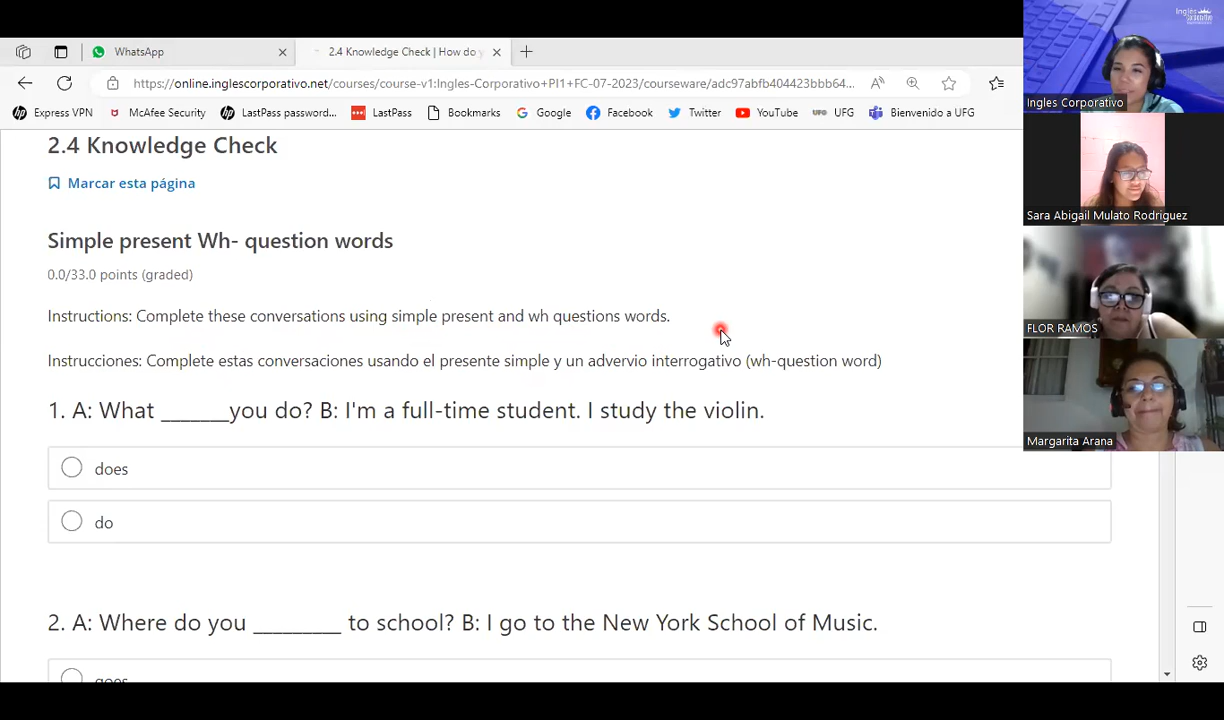 WhatsApp
2.4 Knowledge Check | How do y
https://online.inglescorporativo.net/courses/course-v1:Ingles-Corporativo+PI1+FC-07-2023/courseware/adc97abfb404423bbb64...
Express VPN
McAfee Security
LastPass password...
LastPass
Bookmarks
Google
Facebook
Twitter
YouTube
UFG
Bienvenido a UFG
2.4 Knowledge Check
Marcar esta página
Simple present Wh- question words
0.0/33.0 points (graded)
Instructions: Complete these conversations using simple present and wh questions words.
Instrucciones: Complete estas conversaciones usando el presente simple y un advervio interrogativo (wh-question word)
1. A: What _______you do? B: I'm a full-time student. I study the violin.
does
do
2. A: Where do you _________ to school? B: I go to the New York School of Music.
goes
Inglés
Corporativo
Ingles Corporativo
Sara Abigail Mulato Rodriguez
FLOR RAMOS
Margarita Arana